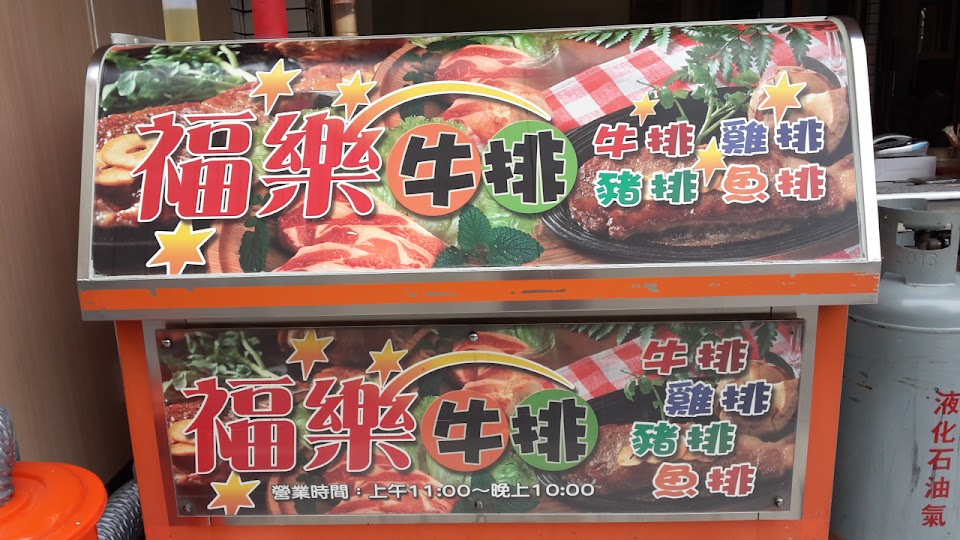 福樂牛排
牛排 雞排
豬排 魚排
福樂牛排
牛排
雞排
豬排
魚排
營業時間：上午11:00～晚上10:00
液化石油氣